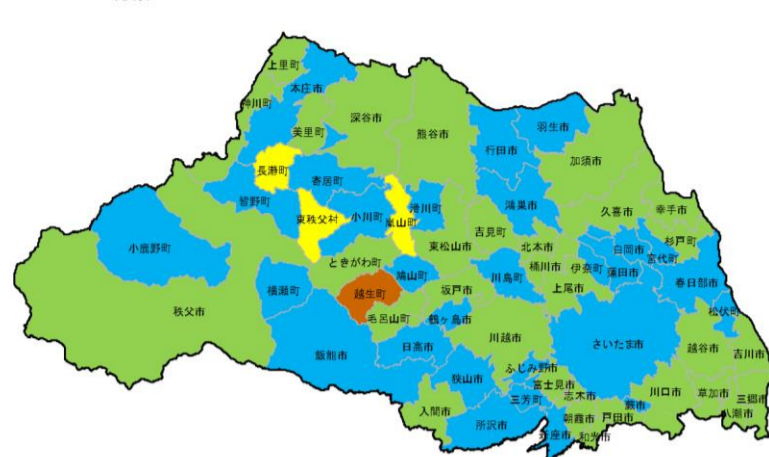 上里町
本庄市
神川町
美里町
深谷市
熊谷市
行田市
羽生市
加須市
長瀞町
寄居町
皆野町
東秩父村
小川町
嵐山町
滑川町
鴻巣市
久喜市
幸手市
吉見町
小鹿野町
東松山市
北本市
白岡市
杉戸町
宮代町
ときがわ町
鳩山町
川島町
桶川市
伊奈町
蓮田市
春日部市
横瀬町
越生町
坂戸市
上尾市
秩父市
毛呂山町
鶴ヶ島市
松伏町
川越市
さいたま市
日高市
越谷市
吉川市
飯能市
ふじみ野市
狭山市
富士見市
三芳町
志木市
川口市
草加市
三郷市
入間市
蕨市
八潮市
所沢市
朝霞市
戸田市
新座市
和光市